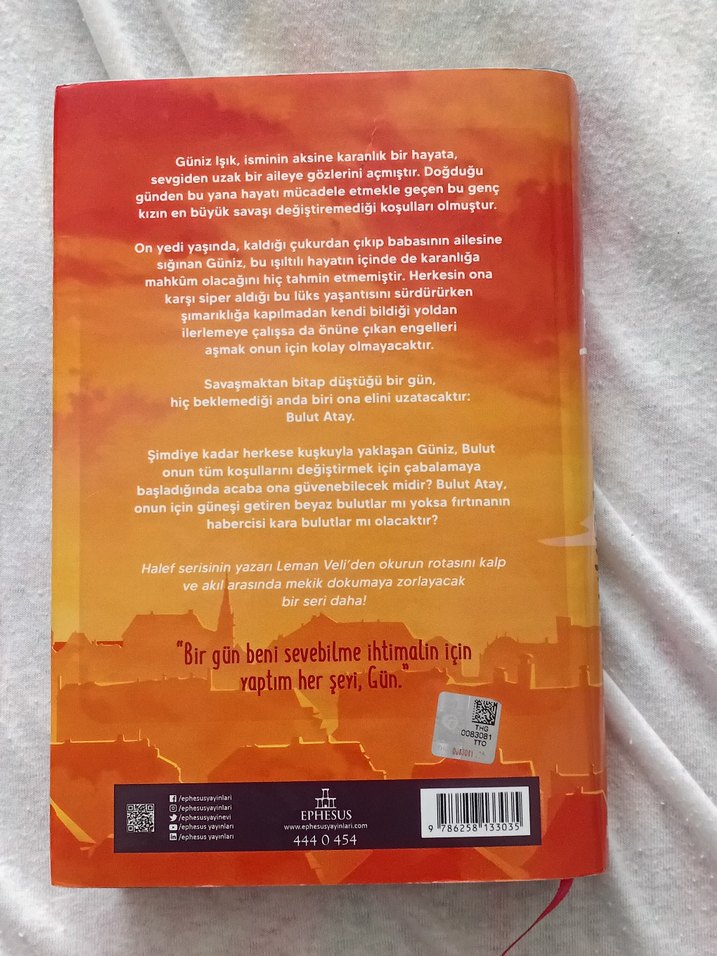 Güniz Işık, isminin aksine karanlık bir hayata,
sevgiden uzak bir aileye gözlerini açmıştır. Doğduğu
günden bu yana hayatı mücadele etmekle geçen bu genç
kızın en büyük savaşı değiştiremediği koşulları olmuştur.
On yedi yaşında, kaldığı çukurdan çıkıp babasının ailesine
sığınan Güniz, bu ışıltılı hayatın içinde de karanlığa
mahkûm olacağını hiç tahmin etmemiştir. Herkesin ona
karşı siper aldığı bu lüks yaşantısını sürdürürken
şımarıklığa kapılmadan kendi bildiği yoldan
ilerlemeye çalışsa da önüne çıkan engelleri
aşmak onun için kolay olmayacaktır.
Savaşmaktan bitap düştüğü bir gün,
hiç beklemediği anda biri ona elini uzatacaktır:
Bulut Atay.
Şimdiye kadar herkese kuşkuyla yaklaşan Güniz, Bulut
onun tüm koşullarını değiştirmek için çabalamaya
başladığında acaba ona güvenebilecek midir? Bulut Atay,
onun için güneşi getiren beyaz bulutlar mı yoksa fırtınanın
habercisi kara bulutlar mı olacaktır?
Halef serisinin yazarı Leman Veli'den okurun rotasını kalp
ve akıl arasında mekik dokumaya zorlayacak
bir seri daha!
"Bir gün beni sevebilme ihtimalin için
yaptım her şeyi, Gün."
THG
0083081
TTO
0083081
/ephesusyayinlari
/ephesusyayinlari
/ephesusyayinevi
/ephesus yayınları
/ephesus yayınları
EPHESUS
www.ephesusyayinlari.com
444 0 454
9 786258 133035